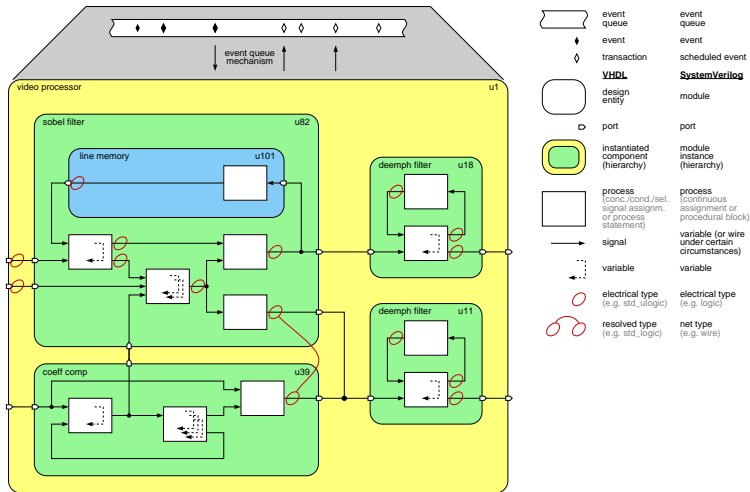 event queue
mechanism
video processor
u1
sobel filter
u82
line memory
u101
deemph filter
u18
deemph filter
u11
coeff comp
u39
event
queue
event
queue
event
event
transaction
scheduled event
VHDL
SystemVerilog
design
entity
module
port
port
instantiated
component
(hierarchy)
module
instance
(hierarchy)
process
(conc./cond./sel.
signal assignm.
or process
statement)
process
(continuous
assignment or
procedural block)
signal
variable (or wire
under certain
circumstances)
variable
variable
electrical type
(e.g. std_ulogic)
electrical type
(e.g. logic)
resolved type
(e.g. std_logic)
net type
(e.g. wire)